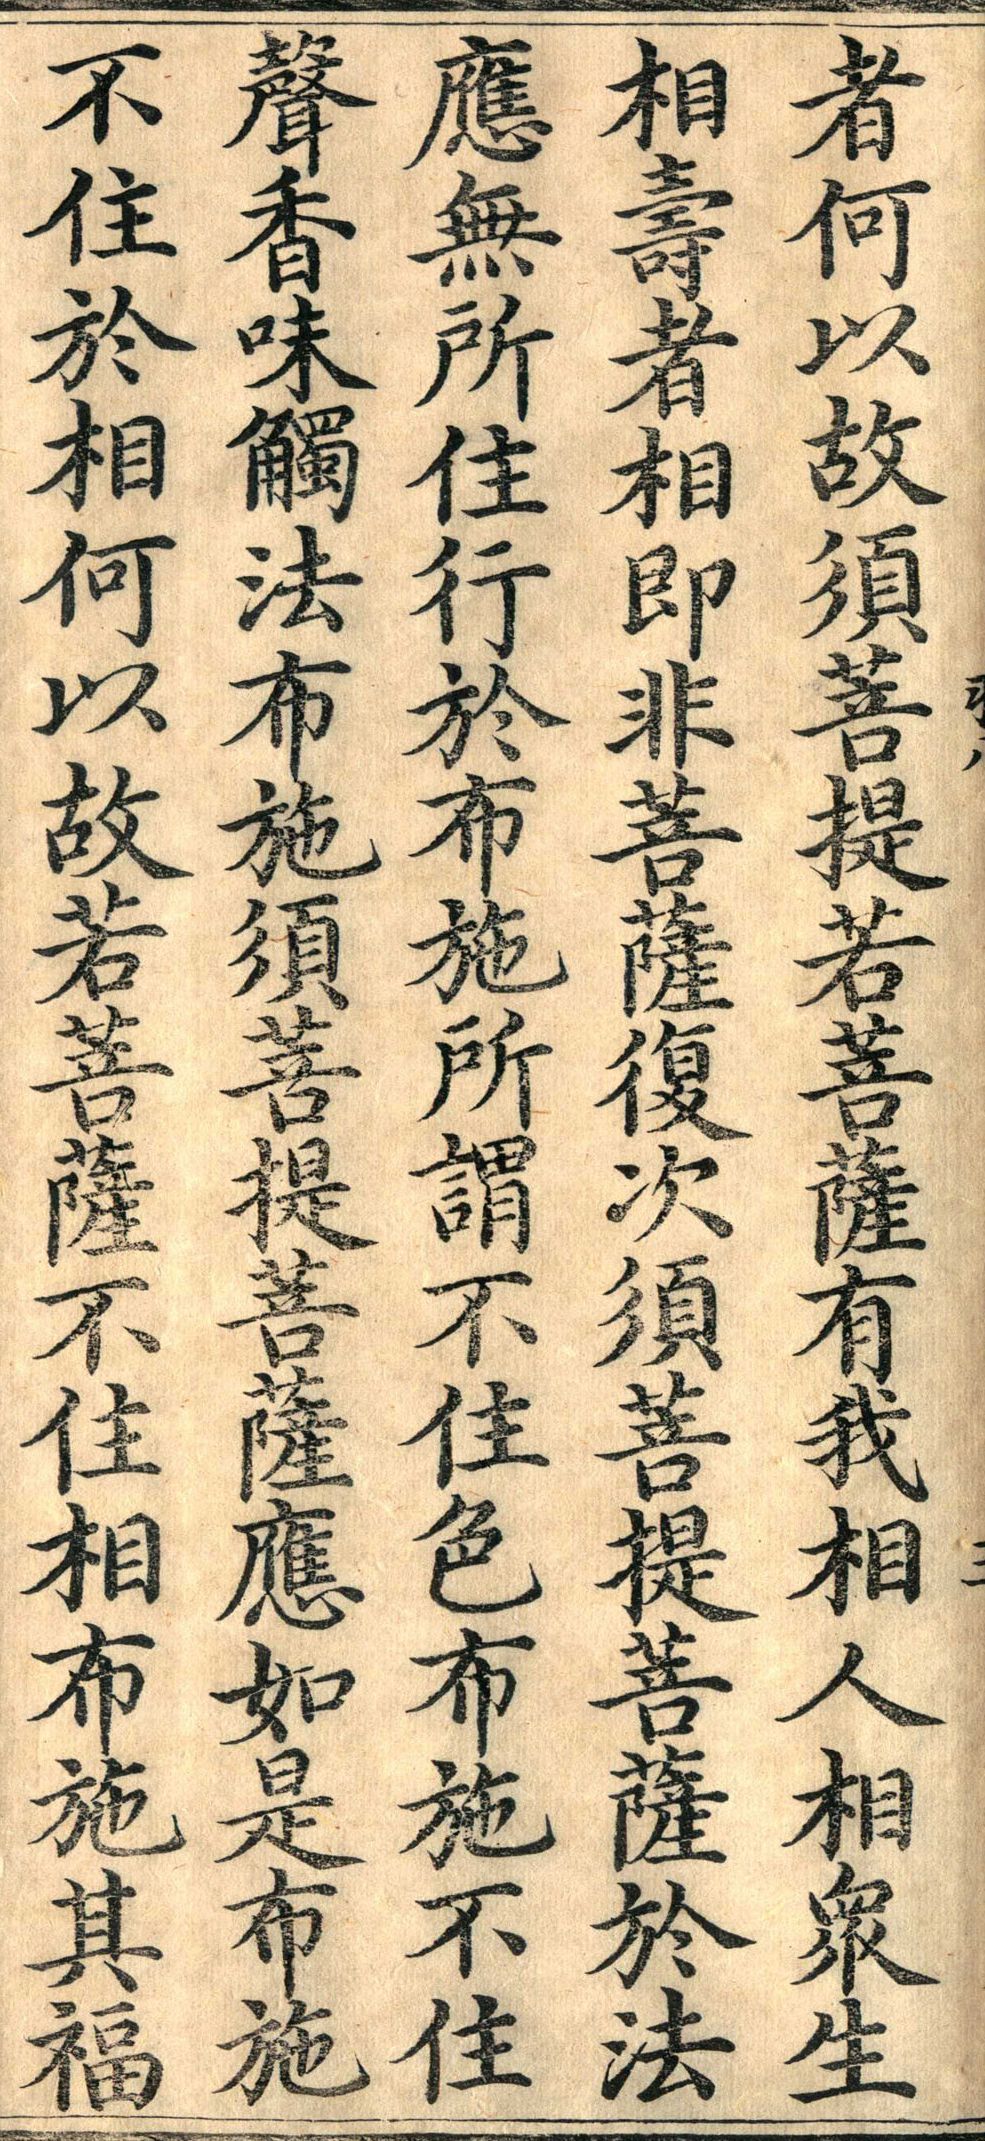 者何以故須菩提若菩薩有我相人相眾生
相壽者相即非菩薩復次須菩提菩薩於法
應無所住行於布施所謂不住色布施不住
聲香味觸法布施須菩提菩薩應如是布施
不住於相何以故若菩薩不住相布施其福